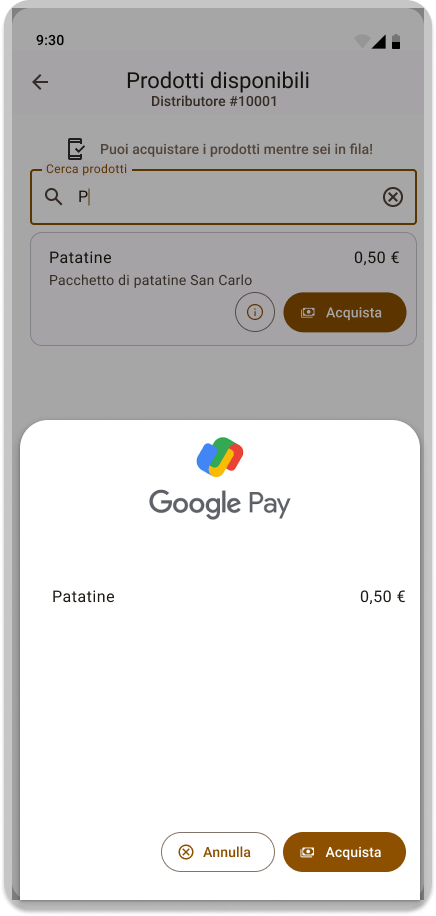 9:30
Prodotti disponibili
Distributore #10001
Puoi acquistare i prodotti mentre sei in fila!
Cerca prodotti
P
Patatine 0,50 €
Pacchetto di patatine San Carlo
Acquista
Google Pay
Patatine 0,50 €
Annulla Acquista